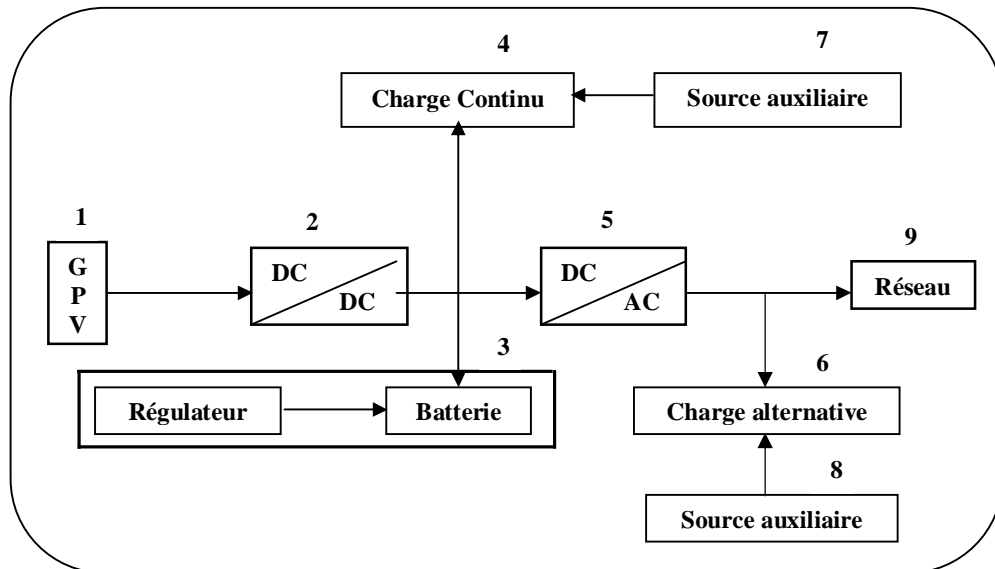 4
7
Charge Continu
Source auxiliaire
1
2
5
9
G
P
V
DC
DC
DC
AC
Réseau
3
6
Régulateur
Batterie
Charge alternative
8
Source auxiliaire